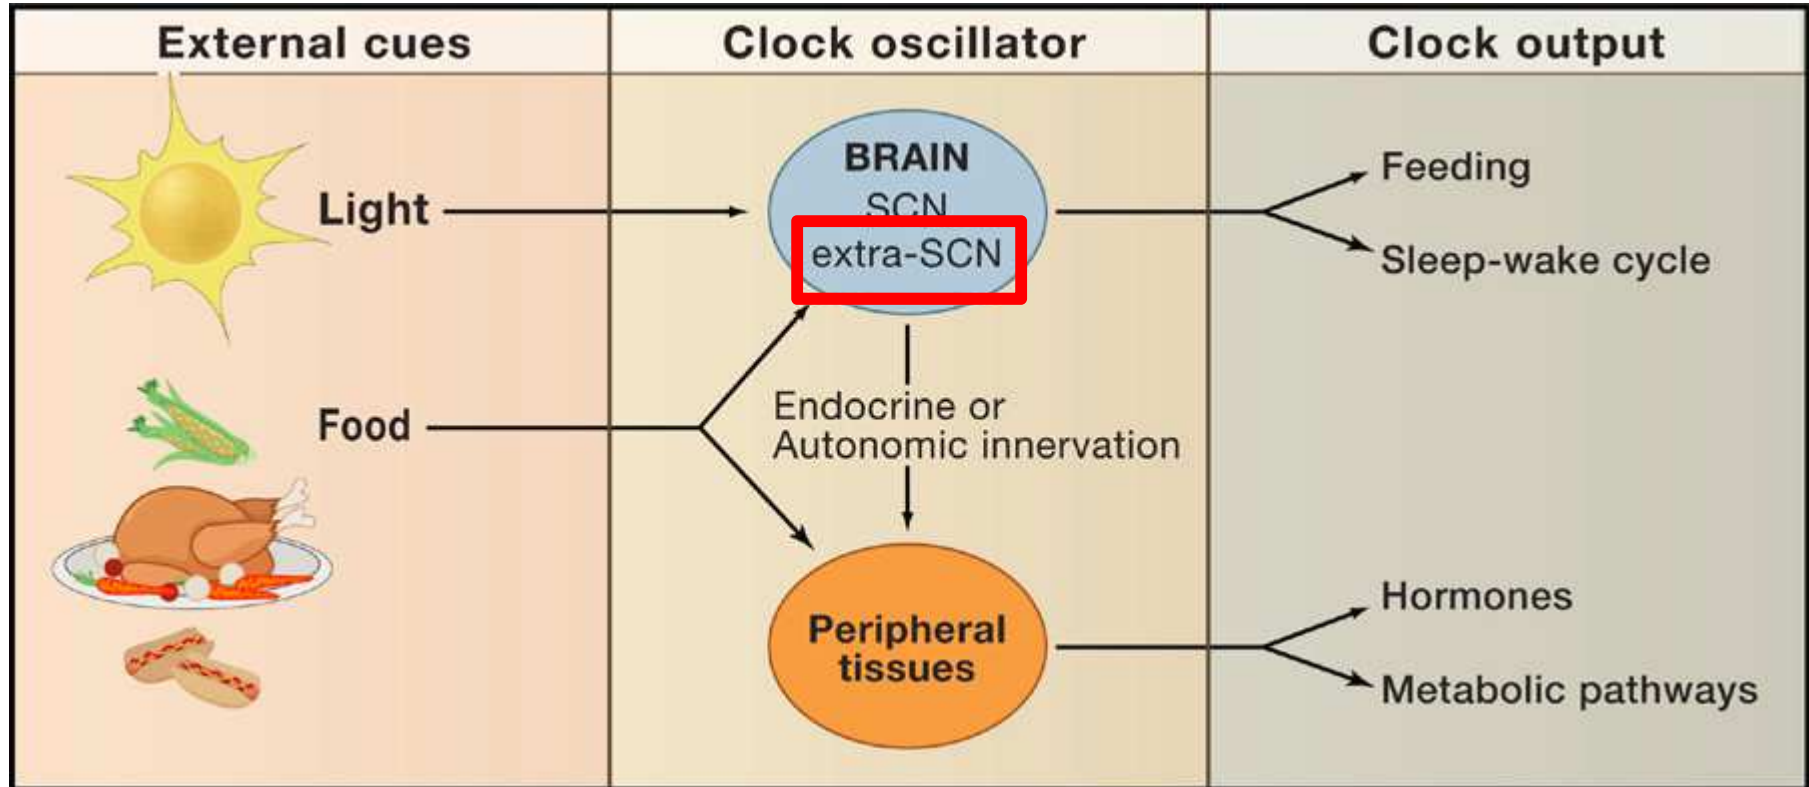 External cues
Clock oscillator
Clock output
Light
BRAIN
SCN
extra-SCN
Feeding
Sleep-wake cycle
Food
Endocrine or
Autonomic innervation
Peripheral
tissues
Hormones
Metabolic pathways